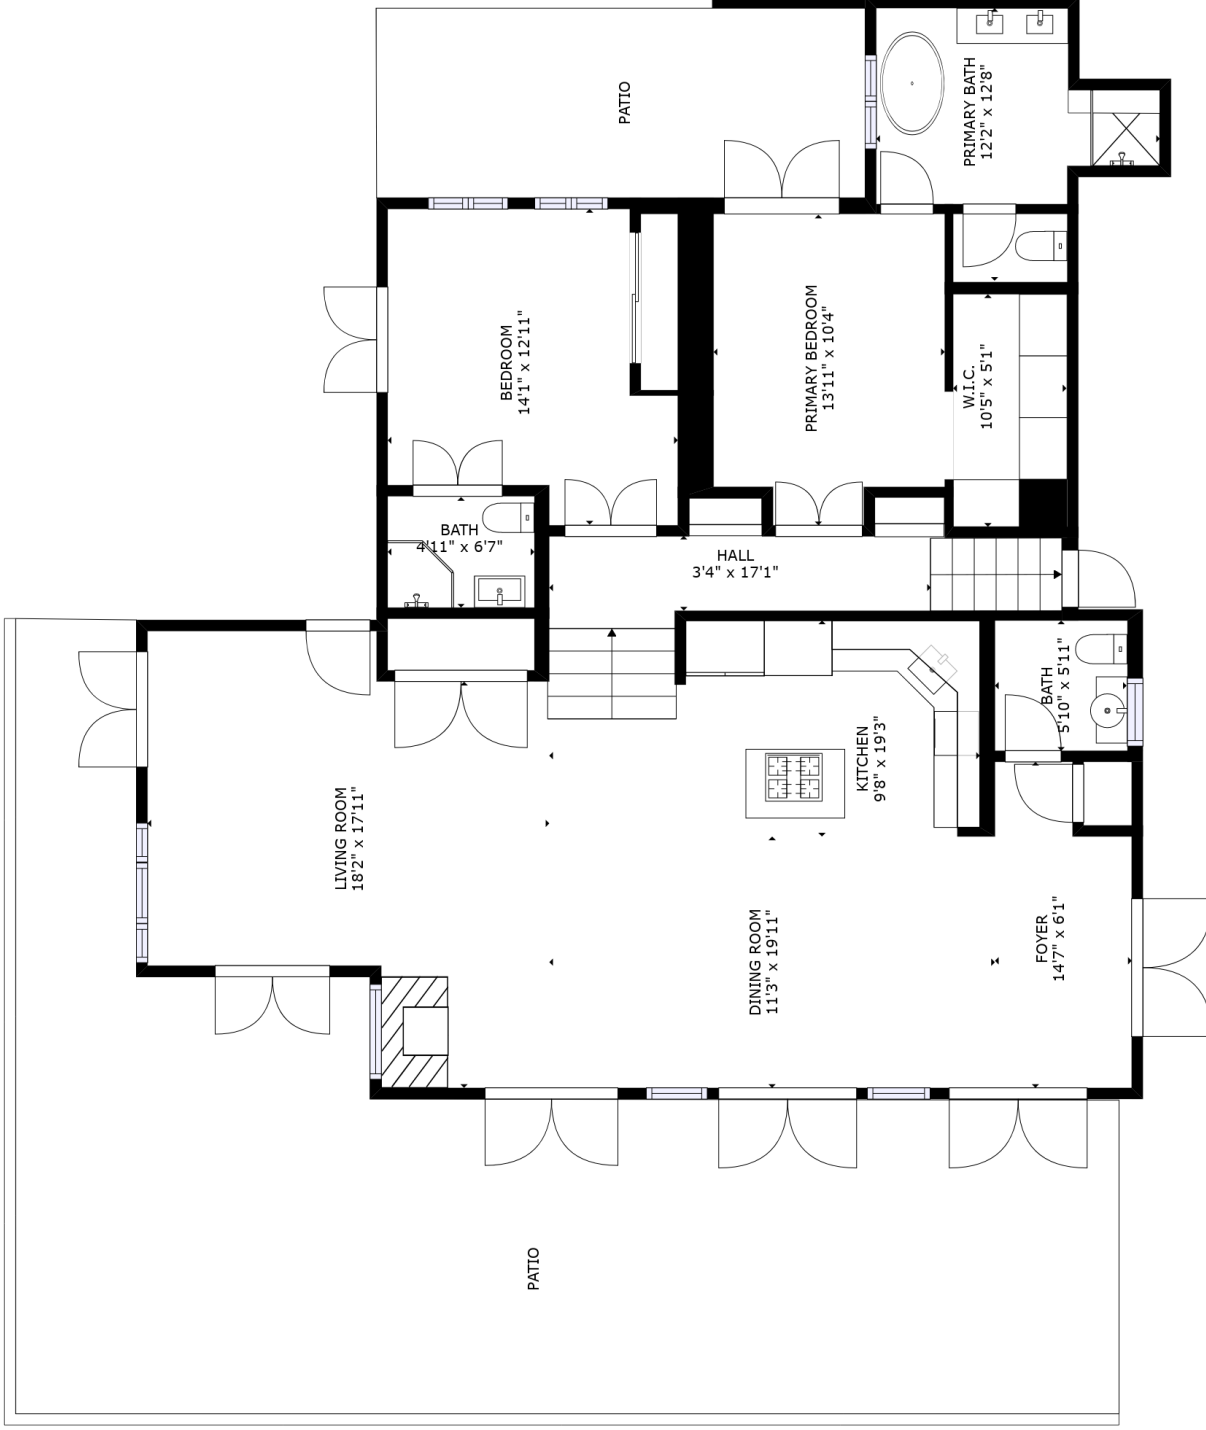 PATIO
PRIMARY BATH
12'2" x 12'8"
BEDROOM
14'1" x 12'11"
PRIMARY BEDROOM
13'11" x 10'4"
W.I.C.
10'5" x 5'1"
BATH
4'11" x 6'7"
HALL
3'4" x 17'1"
BATH
5'10" x 5'11"
KITCHEN
9'8" x 19'3"
LIVING ROOM
18'2" x 17'11"
DINING ROOM
11'3" x 19'11"
FOYER
14'7" x 6'1"
PATIO